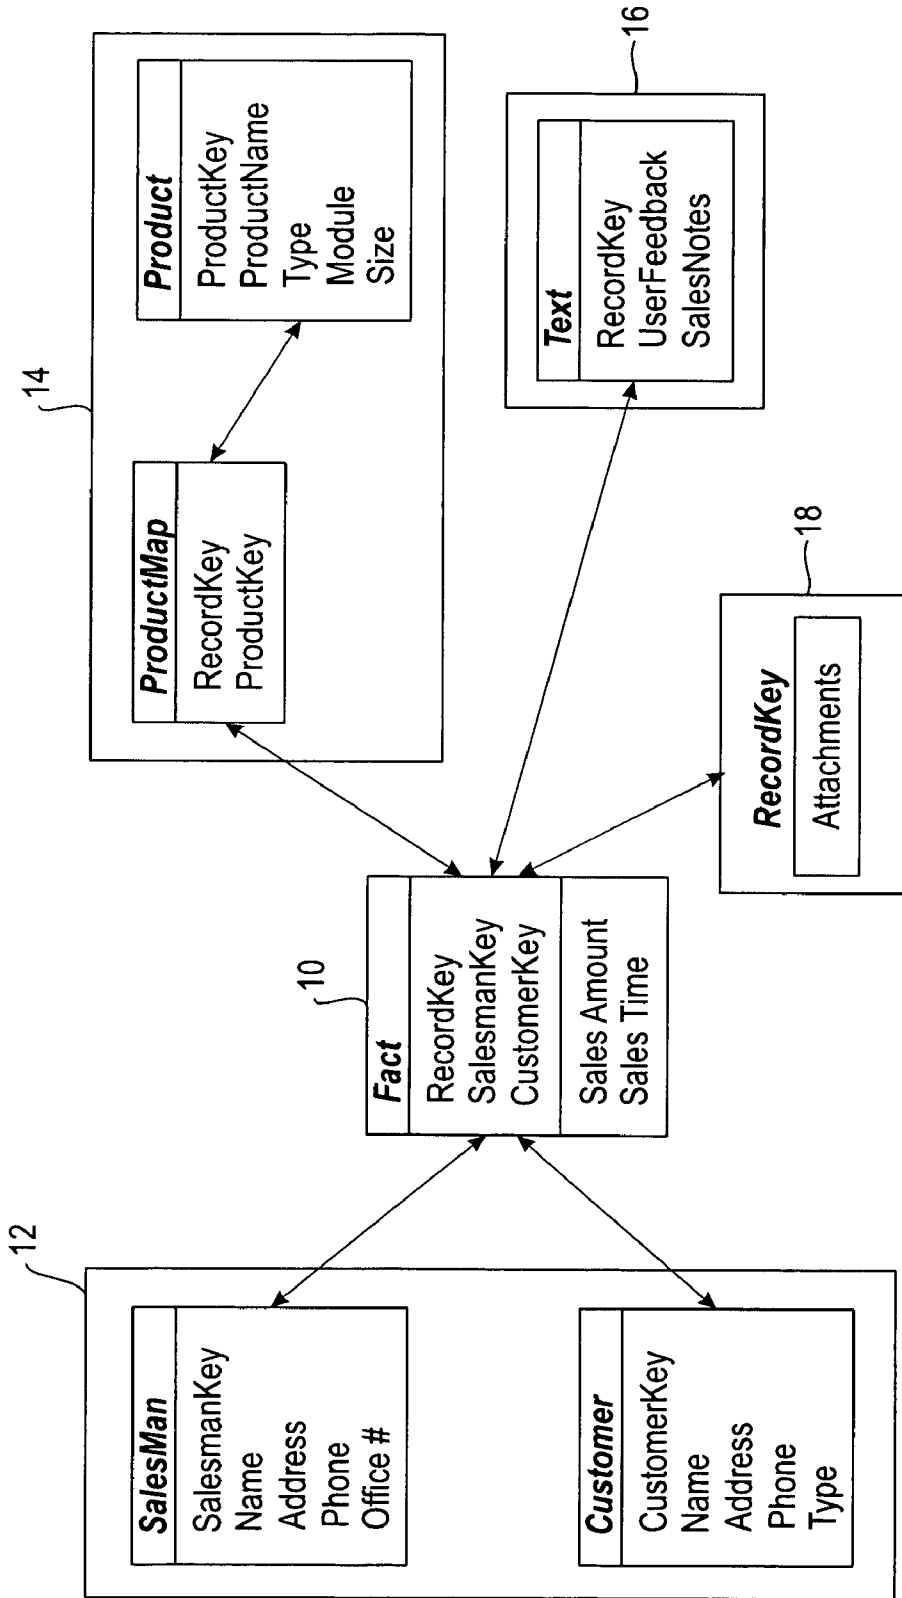 12
SalesMan
SalesmanKey
Name
Address
Phone
Office #
Customer
CustomerKey
Name
Address
Phone
Type
10
Fact
RecordKey
SalesmanKey
CustomerKey
Sales Amount
Sales Time
14
ProductMap
RecordKey
ProductKey
Product
ProductKey
ProductName
Type
Module
Size
16
Text
RecordKey
UserFeedback
SalesNotes
18
RecordKey
Attachments